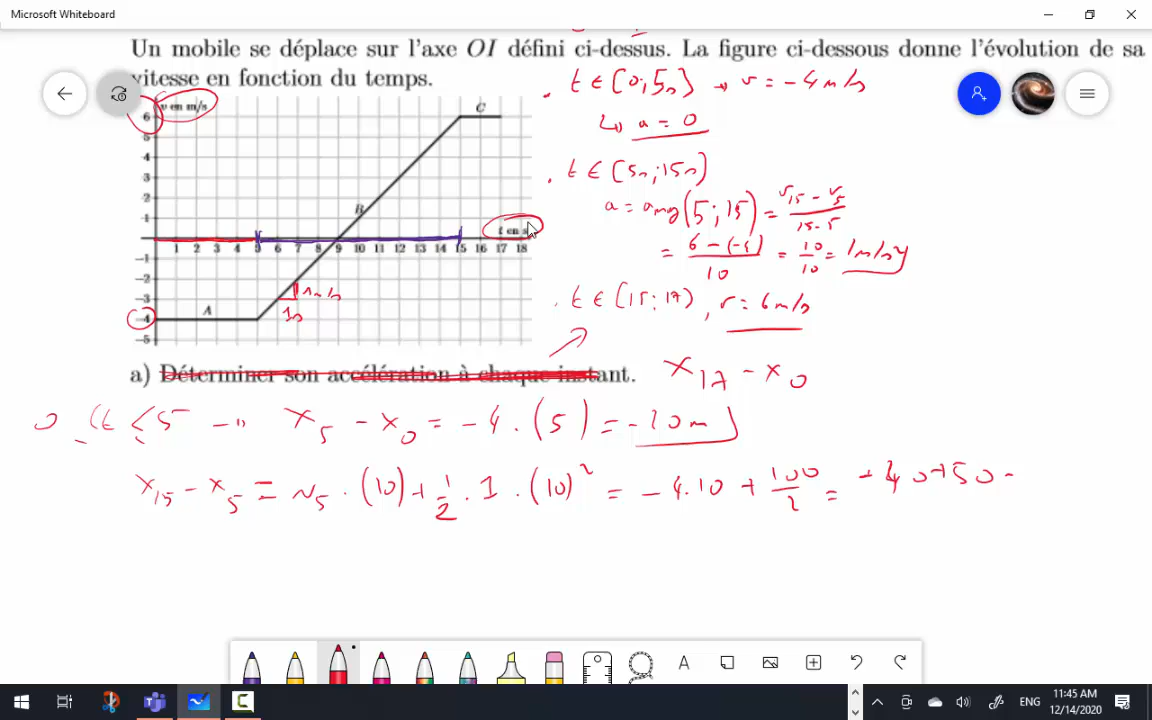 Microsoft Whiteboard
Un mobile se déplace sur l'axe OI défini ci-dessus. La figure ci-dessous donne l'évolution de sa
vitesse en fonction du temps.
t ∈ [0; 5s] → v = -4 m/s
v en m/s
6
5
4
3
2
1
-1
-2
-3
-4
-5
1 2 3 4 5 6 7 8 9 10 11 12 13 14 15 16 17 18
t en s
A
B
C
1m/s
1s
↳ a = 0
t ∈ [5s; 15s]
a = amoy (5; 15) = v15 - v5 / 15 - 5
= 6 - (-4) / 10 = 10 / 10 = 1m/s²
t ∈ [15; 17], v = 6 m/s
a) Déterminer son accélération à chaque instant.
x17 - x0
0 ≤ t ≤ 5 → x5 - x0 = -4 . (5) = -20 m
x15 - x5 = v5 . (10) + 1/2 . 1 . (10)² = -4.10 + 100/2 = -40+50 =
ENG
11:45 AM
12/14/2020